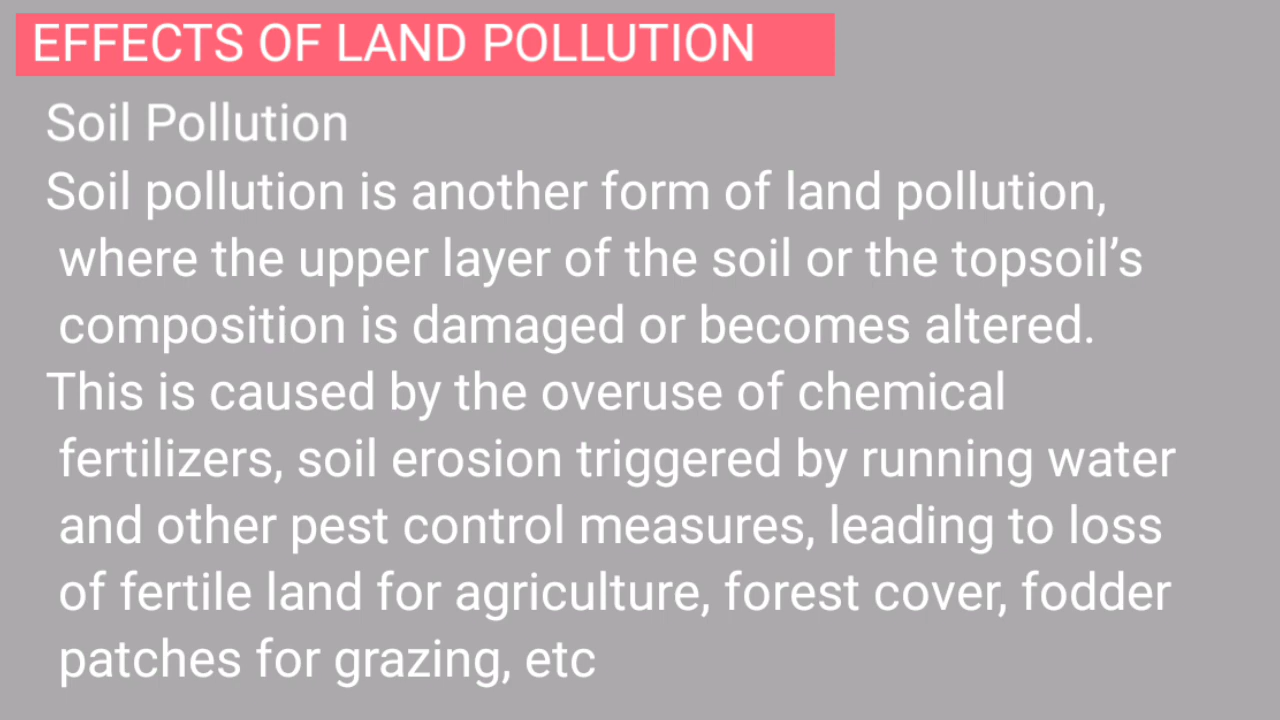 EFFECTS OF LAND POLLUTION
Soil Pollution
Soil pollution is another form of land pollution,
where the upper layer of the soil or the topsoil’s
composition is damaged or becomes altered.
This is caused by the overuse of chemical
fertilizers, soil erosion triggered by running water
and other pest control measures, leading to loss
of fertile land for agriculture, forest cover, fodder
patches for grazing, etc